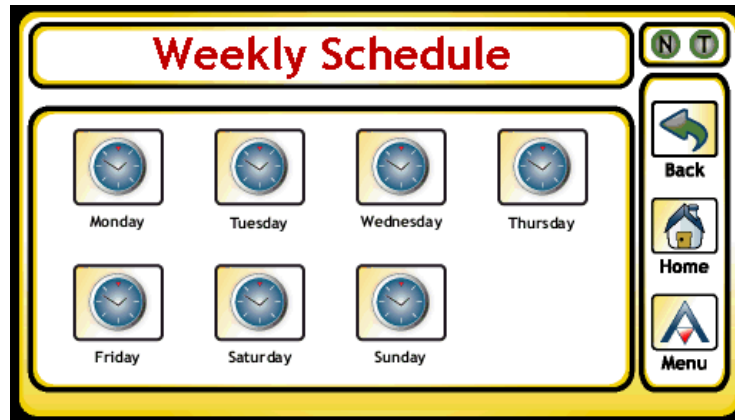 Weekly Schedule
N T
Monday Tuesday Wednesday Thursday
Friday Saturday Sunday
Back
Home
Menu